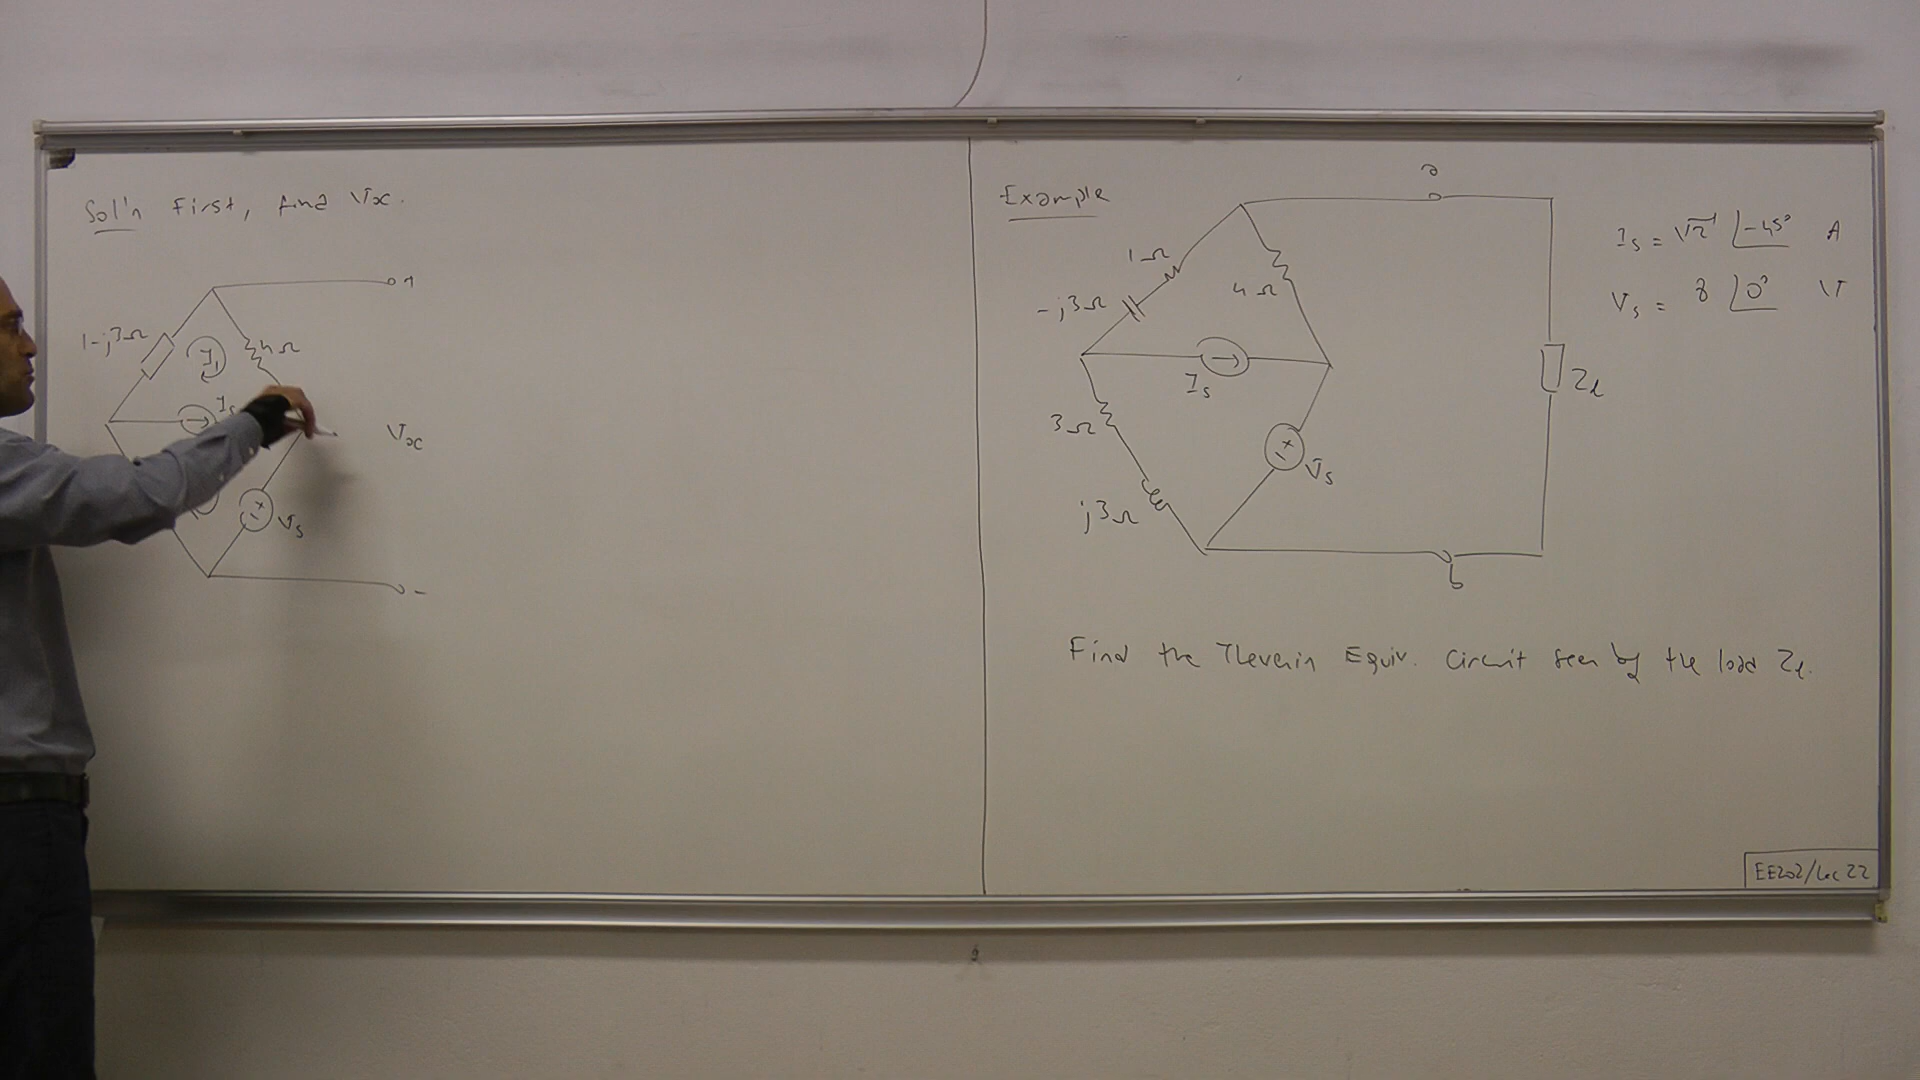 Sol'n First, find Voc.
+
1-j3Ω
I₁
4Ω
Is
Voc
+
-
Vs
-
Example
a
1Ω
-j3Ω
4Ω
Is
3Ω
j3Ω
+
-
Vs
Zℓ
b
Is = √2 ∠-45° A
Vs = 8 ∠0° V
Find the Thevenin Equiv. Circuit seen by the load Zℓ.
EE202/Lec 22